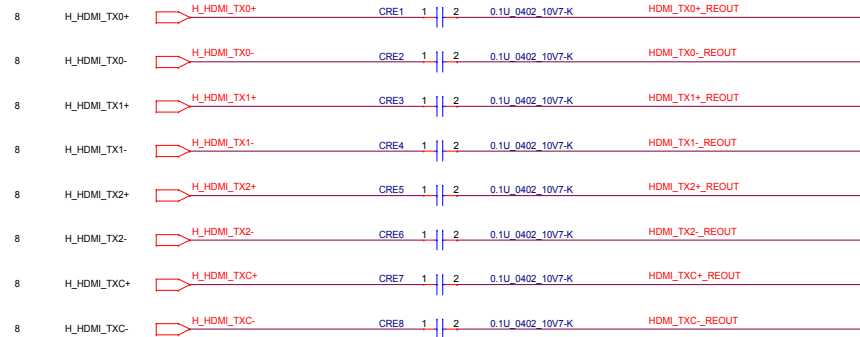 8 H_HDMI_TX0+ H_HDMI_TX0+ CRE1 1 2 0.1U_0402_10V7-K HDMI_TX0+_REOUT
8 H_HDMI_TX0- H_HDMI_TX0- CRE2 1 2 0.1U_0402_10V7-K HDMI_TX0-_REOUT
8 H_HDMI_TX1+ H_HDMI_TX1+ CRE3 1 2 0.1U_0402_10V7-K HDMI_TX1+_REOUT
8 H_HDMI_TX1- H_HDMI_TX1- CRE4 1 2 0.1U_0402_10V7-K HDMI_TX1-_REOUT
8 H_HDMI_TX2+ H_HDMI_TX2+ CRE5 1 2 0.1U_0402_10V7-K HDMI_TX2+_REOUT
8 H_HDMI_TX2- H_HDMI_TX2- CRE6 1 2 0.1U_0402_10V7-K HDMI_TX2-_REOUT
8 H_HDMI_TXC+ H_HDMI_TXC+ CRE7 1 2 0.1U_0402_10V7-K HDMI_TXC+_REOUT
8 H_HDMI_TXC- H_HDMI_TXC- CRE8 1 2 0.1U_0402_10V7-K HDMI_TXC-_REOUT